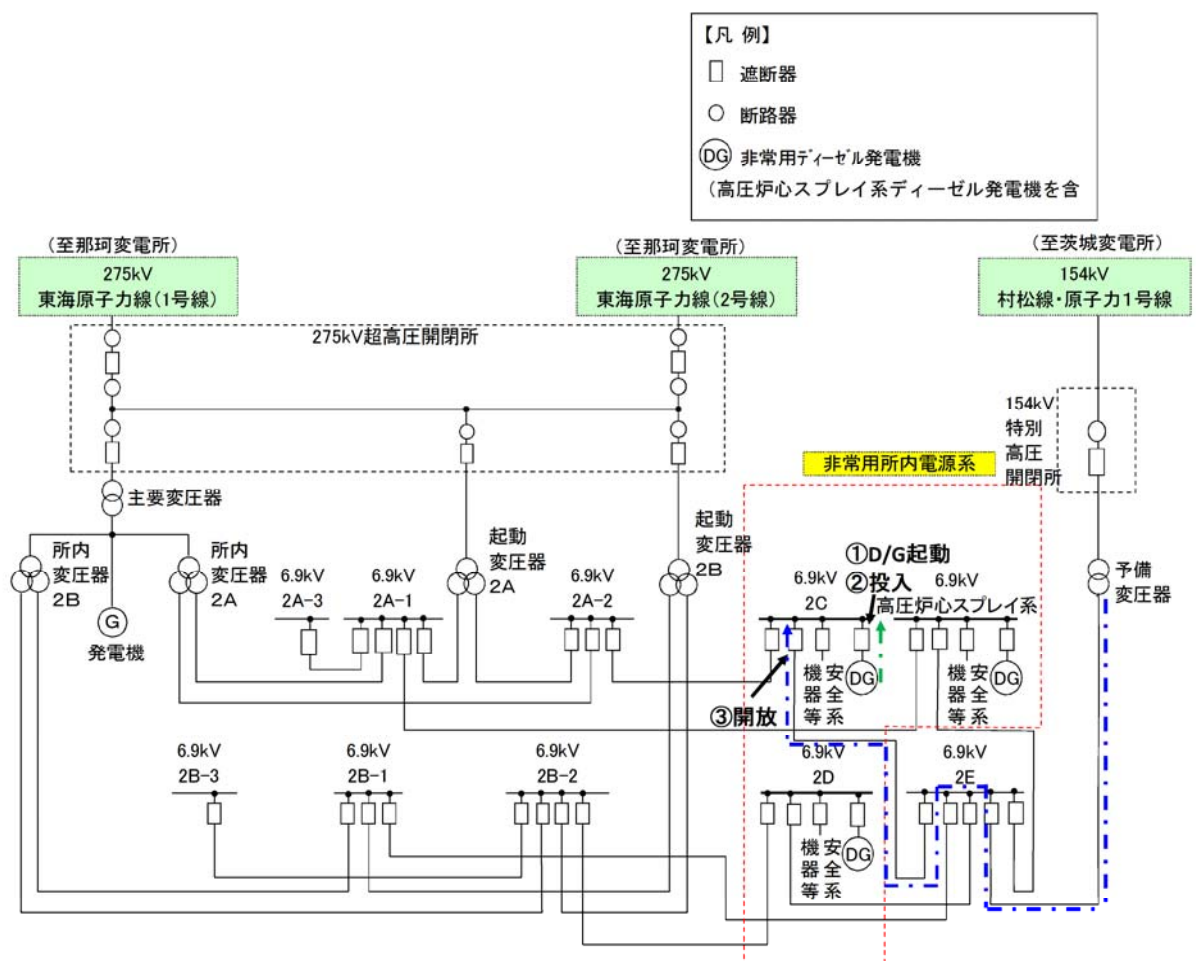 【凡 例】
遮断器
断路器
DG 非常用ディーゼル発電機
(高圧炉心スプレイ系ディーゼル発電機を含
(至那珂変電所)
275kV
東海原子力線(1号線)
(至那珂変電所)
275kV
東海原子力線(2号線)
(至茨城変電所)
154kV
村松線・原子力1号線
275kV超高圧開閉所
154kV
特別
高圧
開閉所
非常用所内電源系
主要変圧器
所内
変圧器
2B
所内
変圧器
2A
G
発電機
起動
変圧器
2A
起動
変圧器
2B
予備
変圧器
6.9kV
2A-3
6.9kV
2A-1
6.9kV
2A-2
①D/G起動
②投入
6.9kV
2C
6.9kV
高圧炉心スプレイ系
機器等
安全系
DG
機器等
安全系
DG
③開放
6.9kV
2B-3
6.9kV
2B-1
6.9kV
2B-2
6.9kV
2D
6.9kV
2E
機器等
安全系
DG